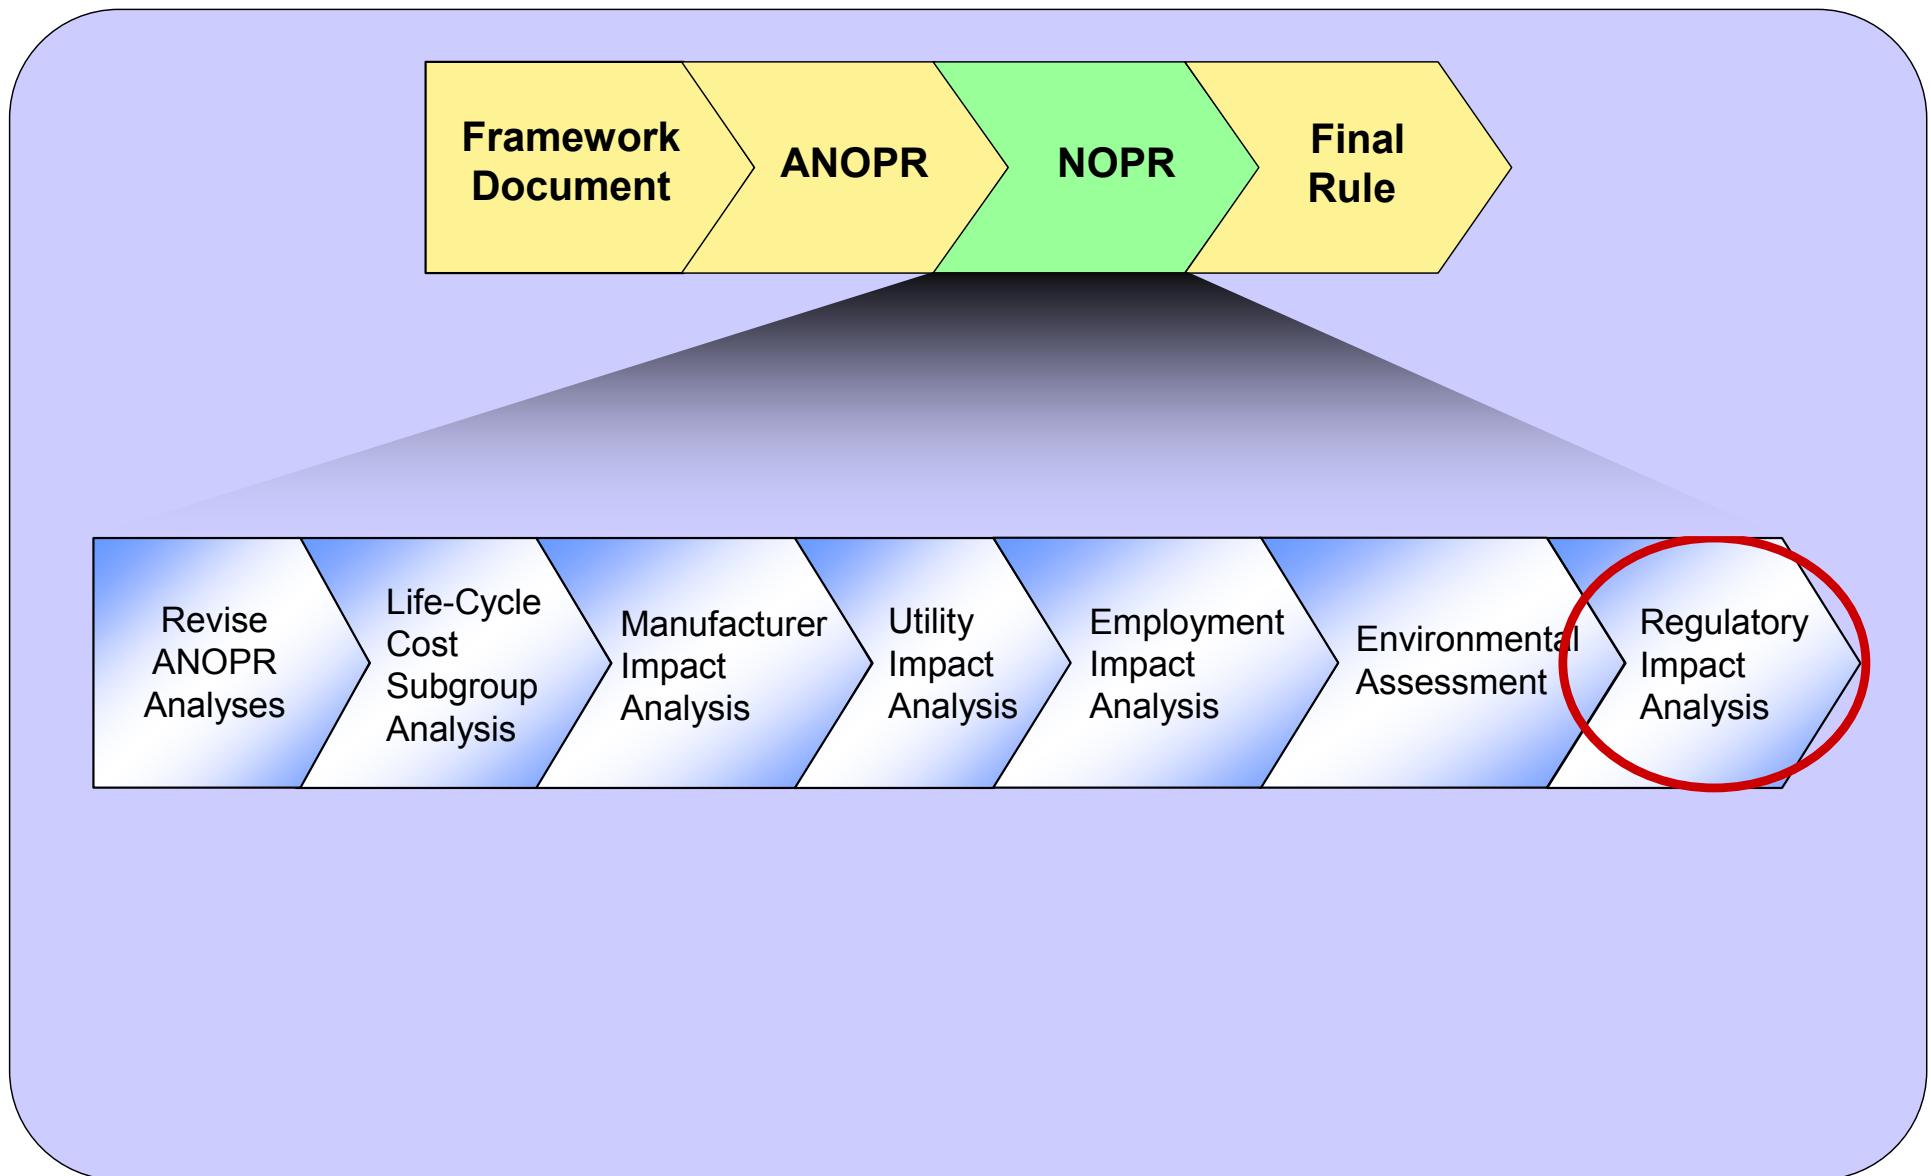 Framework
Document
ANOPR
NOPR
Final
Rule
Revise
ANOPR
Analyses
Life-Cycle
Cost
Subgroup
Analysis
Manufacturer
Impact
Analysis
Utility
Impact
Analysis
Employment
Impact
Analysis
Environmental
Assessment
Regulatory
Impact
Analysis